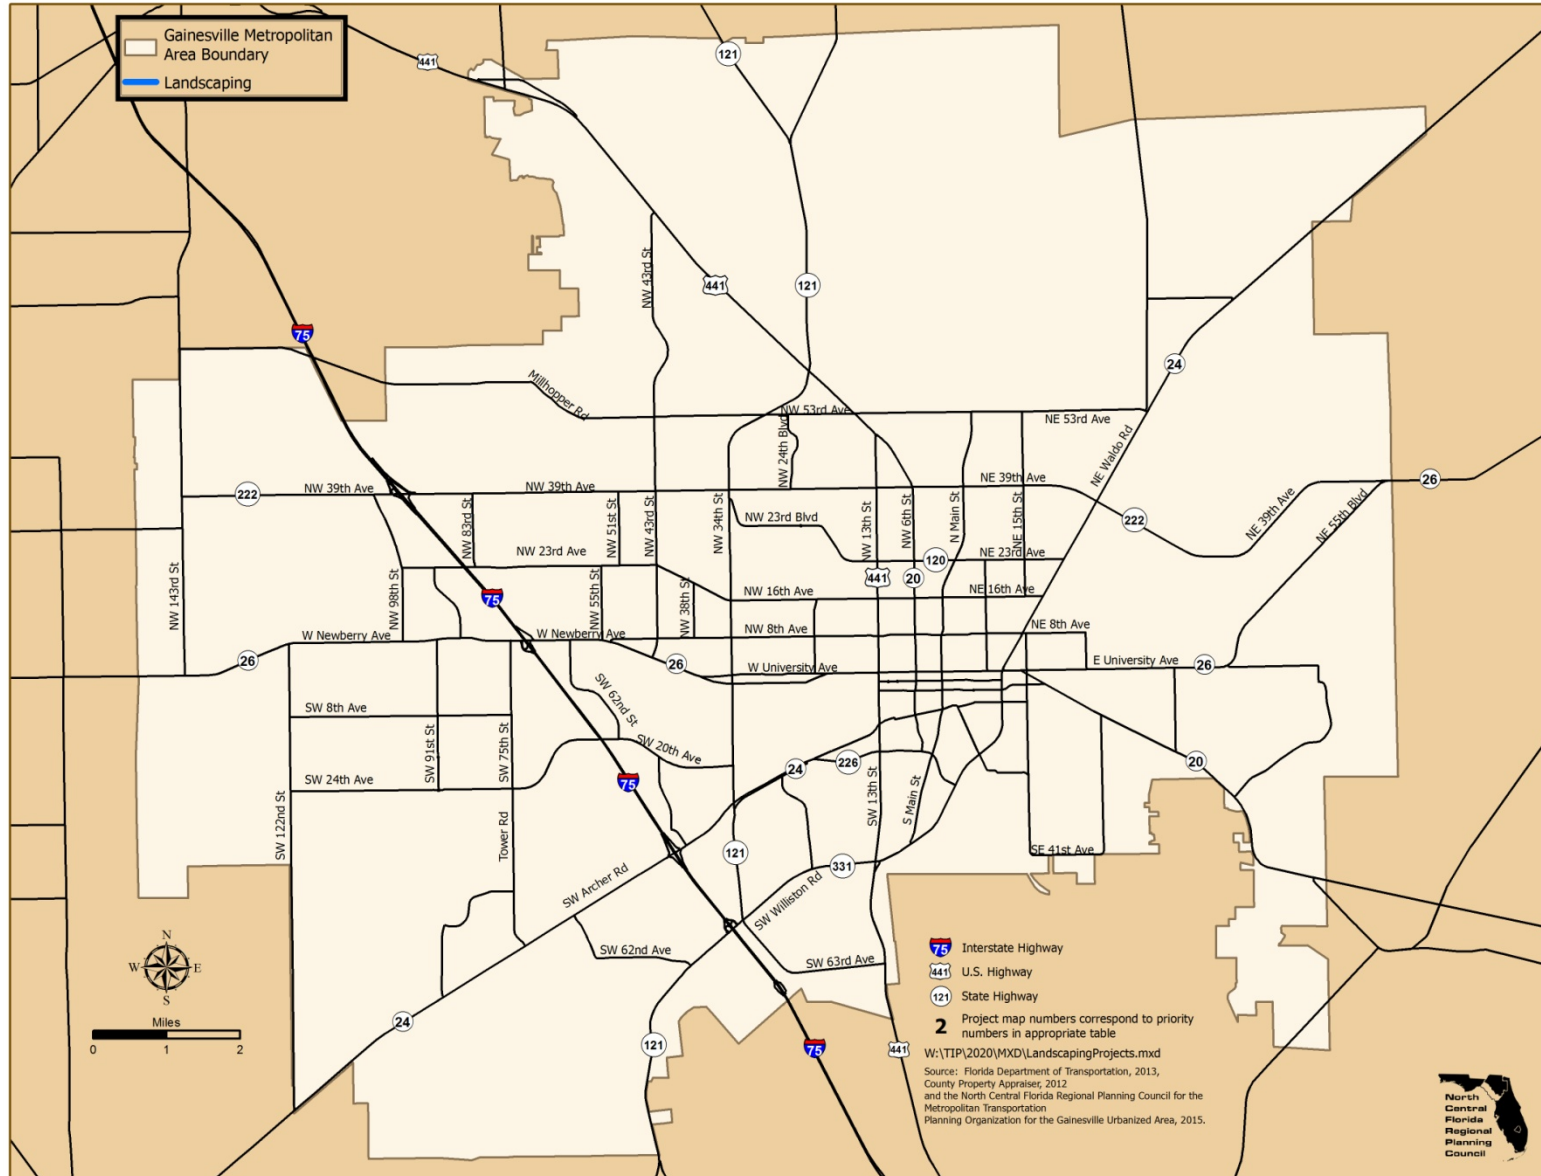 Gainesville Metropolitan
Area Boundary
Landscaping
441
121
441
121
75
24
NW 43rd St
Millhopper Rd
NW 53rd Ave
NE 53rd Ave
NW 24th Blvd
NE Waldo Rd
222
NW 39th Ave
NW 39th Ave
NE 39th Ave
222
NE 39th Ave
NE 55th Blvd
26
NW 83rd St
NW 51st St
NW 43rd St
NW 34th St
NW 23rd Blvd
NW 13th St
NW 6th St
N Main St
NE 15th St
NW 23rd Ave
120
NE 23rd Ave
NW 143rd St
NW 98th St
75
NW 55th St
NW 38th St
441
20
NW 16th Ave
NE 16th Ave
W Newberry Ave
W Newberry Ave
NW 8th Ave
NE 8th Ave
26
26
W University Ave
E University Ave
26
SW 8th Ave
SW 91st St
SW 75th St
SW 62nd St
SW 20th Ave
SW 24th Ave
75
24
226
20
SW 122nd St
Tower Rd
SW 13th St
S Main St
121
331
SE 41st Ave
SW Archer Rd
SW Williston Rd
SW 62nd Ave
SW 63rd Ave
24
121
75
441
N
W
E
S
Miles
0 1 2
75 Interstate Highway
441 U.S. Highway
121 State Highway
2 Project map numbers correspond to priority
numbers in appropriate table
W:\TIP\2020\MXD\LandscapingProjects.mxd
Source: Florida Department of Transportation, 2013,
County Property Appraiser, 2012
and the North Central Florida Regional Planning Council for the
Metropolitan Transportation
Planning Organization for the Gainesville Urbanized Area, 2015.
North
Central
Florida
Regional
Planning
Council